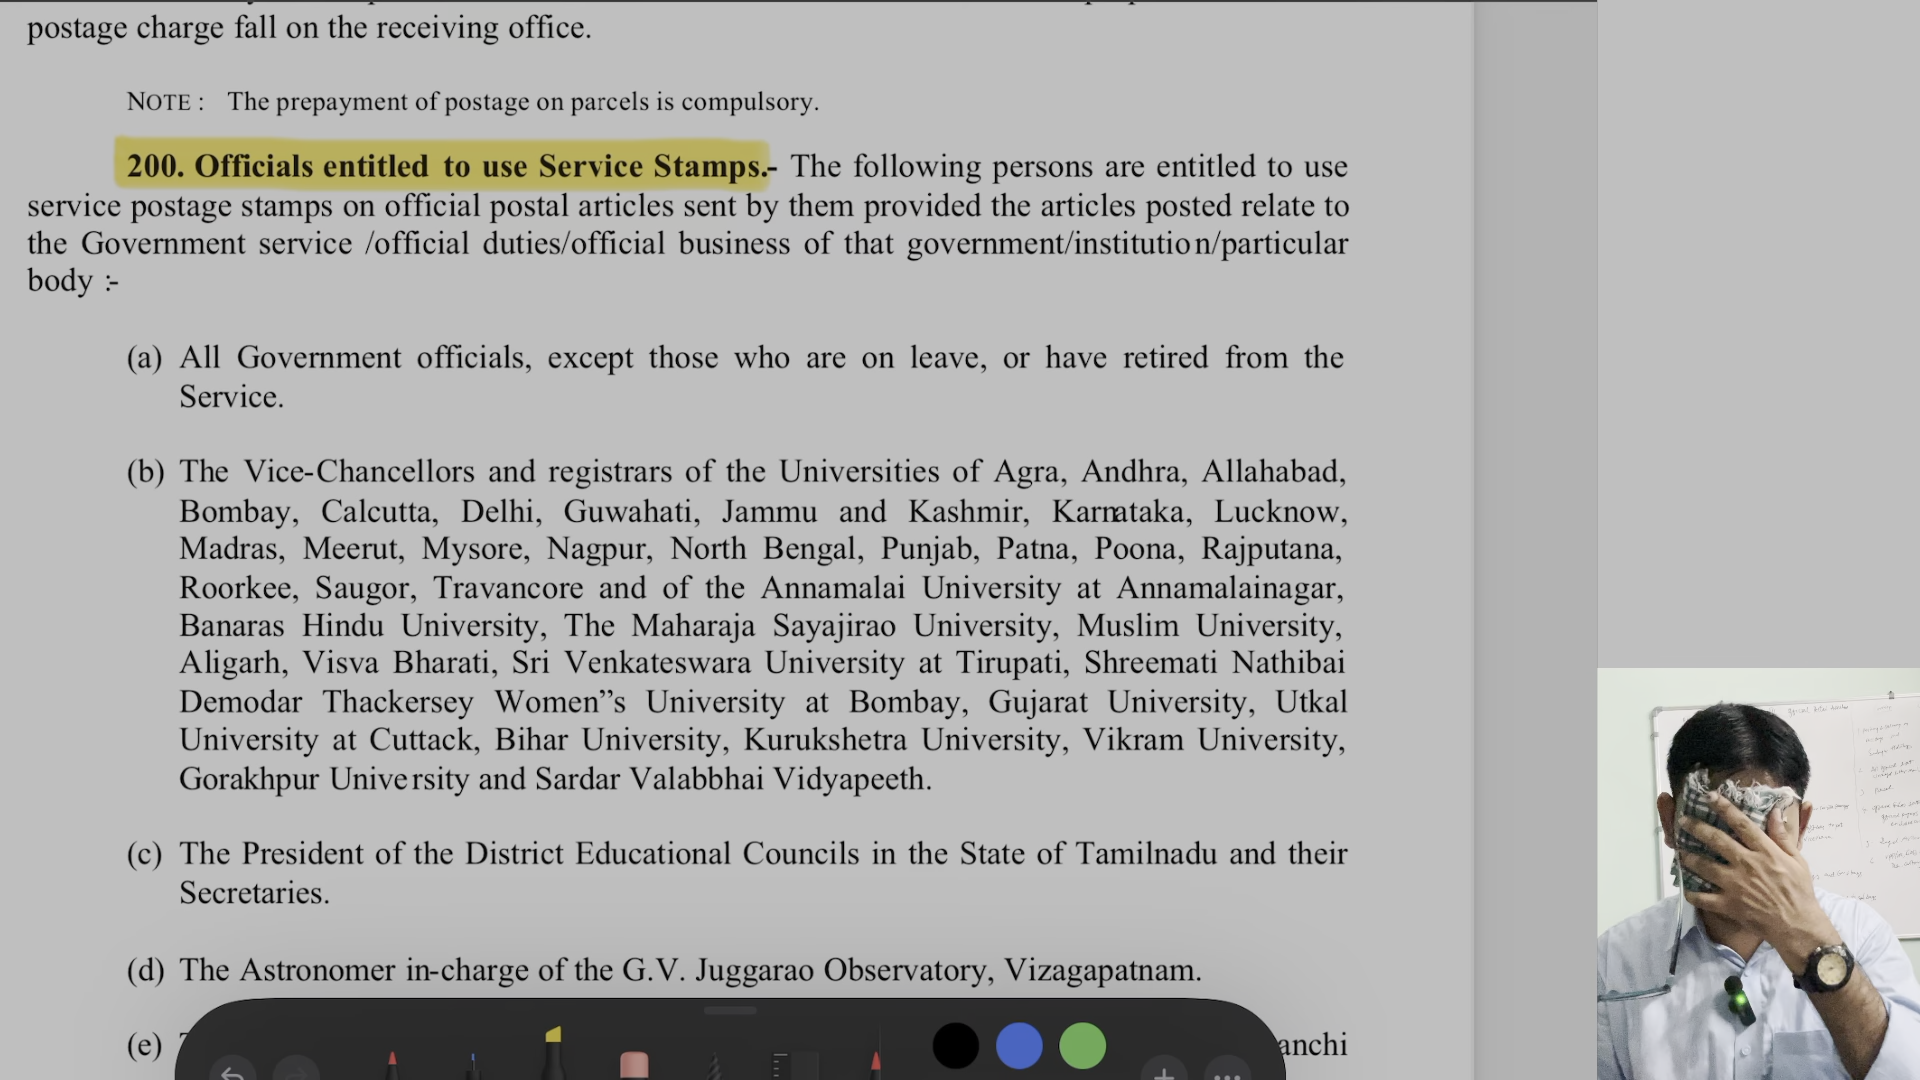 postage charge fall on the receiving office.
NOTE : The prepayment of postage on parcels is compulsory.
200. Officials entitled to use Service Stamps.- The following persons are entitled to use
service postage stamps on official postal articles sent by them provided the articles posted relate to
the Government service /official duties/official business of that government/institution/particular
body :-
(a) All Government officials, except those who are on leave, or have retired from the
Service.
(b) The Vice-Chancellors and registrars of the Universities of Agra, Andhra, Allahabad,
Bombay, Calcutta, Delhi, Guwahati, Jammu and Kashmir, Karnataka, Lucknow,
Madras, Meerut, Mysore, Nagpur, North Bengal, Punjab, Patna, Poona, Rajputana,
Roorkee, Saugor, Travancore and of the Annamalai University at Annamalainagar,
Banaras Hindu University, The Maharaja Sayajirao University, Muslim University,
Aligarh, Visva Bharati, Sri Venkateswara University at Tirupati, Shreemati Nathibai
Demodar Thackersey Women”s University at Bombay, Gujarat University, Utkal
University at Cuttack, Bihar University, Kurukshetra University, Vikram University,
Gorakhpur University and Sardar Valabbhai Vidyapeeth.
(c) The President of the District Educational Councils in the State of Tamilnadu and their
Secretaries.
(d) The Astronomer in-charge of the G.V. Juggarao Observatory, Vizagapatnam.
(e) anchi